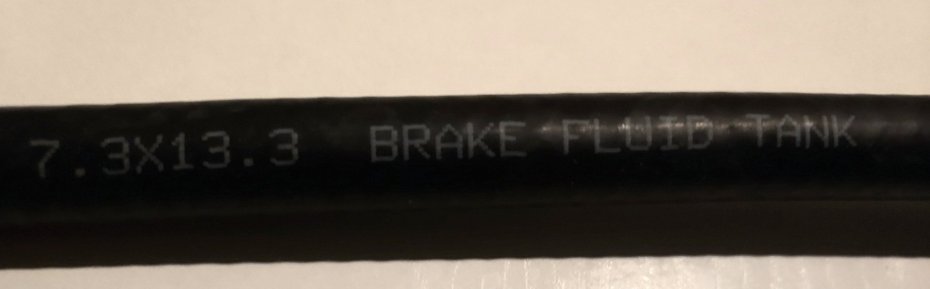 7.3X13.3 BRAKE FLUID TANK